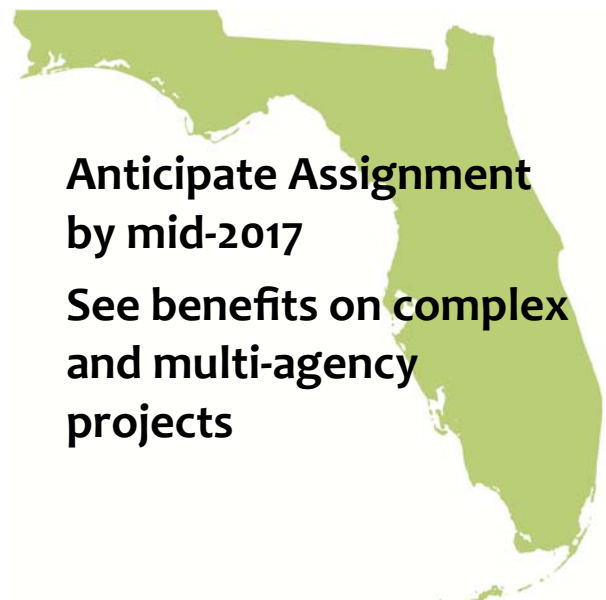 Anticipate Assignment
by mid-2017
See benefits on complex
and multi-agency
projects